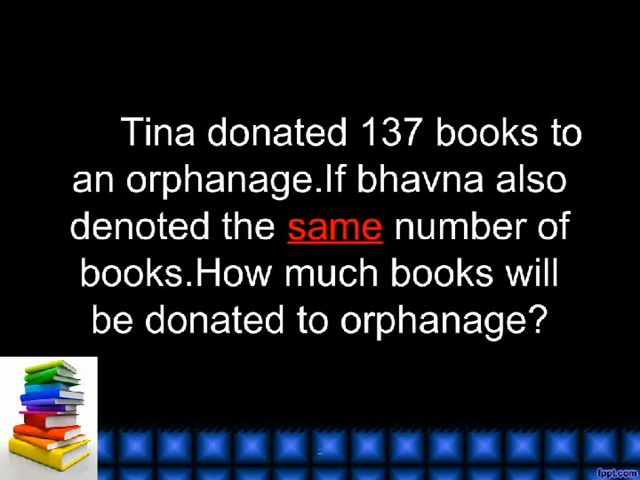 Tina donated 137 books to
an orphanage.If bhavna also
denoted the same number of
books.How much books will
be donated to orphanage?
fppt.com